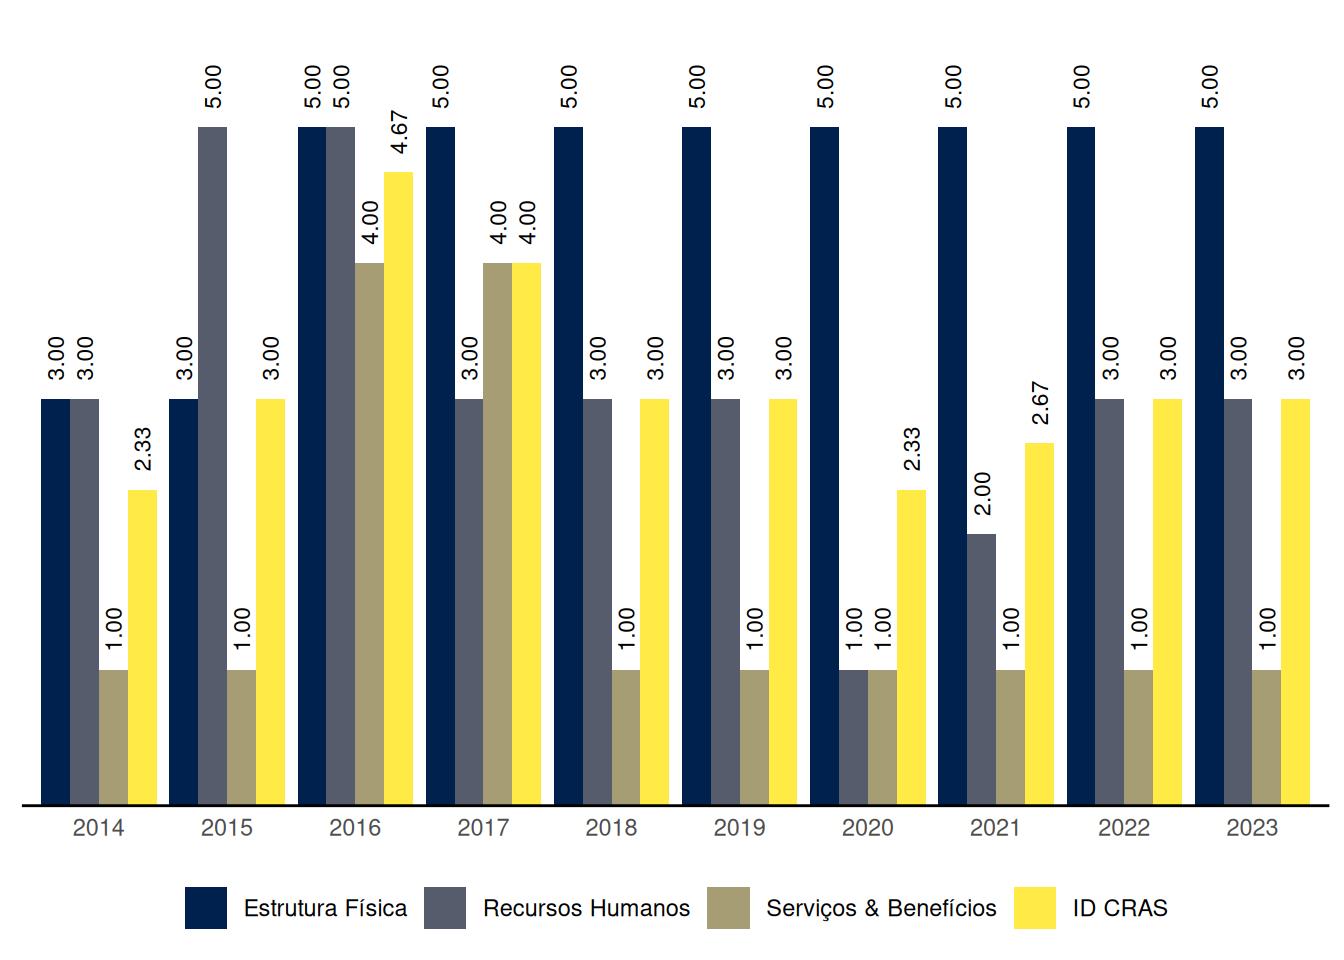 3.00 3.00 1.00 2.33
3.00 5.00 1.00 3.00
5.00 5.00 4.00 4.67
5.00 3.00 4.00 4.00
5.00 3.00 1.00 3.00
5.00 3.00 1.00 3.00
5.00 1.00 1.00 2.33
5.00 2.00 1.00 2.67
5.00 3.00 1.00 3.00
5.00 3.00 1.00 3.00
2014 2015 2016 2017 2018 2019 2020 2021 2022 2023
Estrutura Física Recursos Humanos Serviços & Benefícios ID CRAS